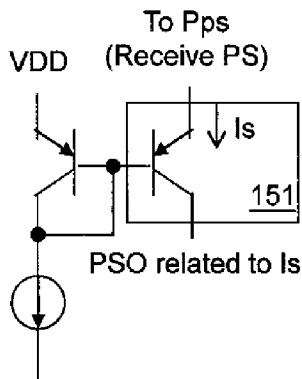 To Pps
(Receive PS)
VDD
Is
151
PSO related to Is